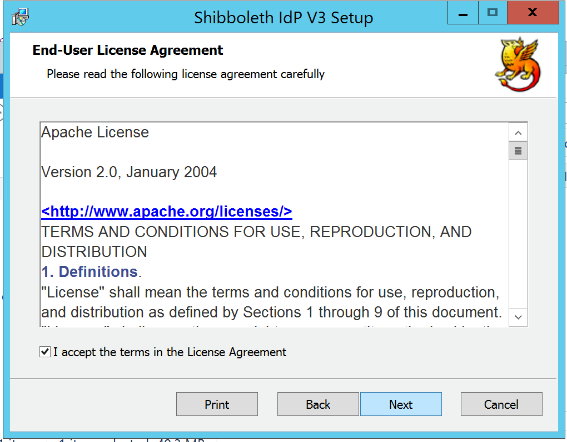 Shibboleth IdP V3 Setup
End-User License Agreement
Please read the following license agreement carefully
Apache License
Version 2.0, January 2004
<http://www.apache.org/licenses/>
TERMS AND CONDITIONS FOR USE, REPRODUCTION, AND
DISTRIBUTION
1. Definitions.
"License" shall mean the terms and conditions for use, reproduction,
and distribution as defined by Sections 1 through 9 of this document.
I accept the terms in the License Agreement
Print
Back
Next
Cancel